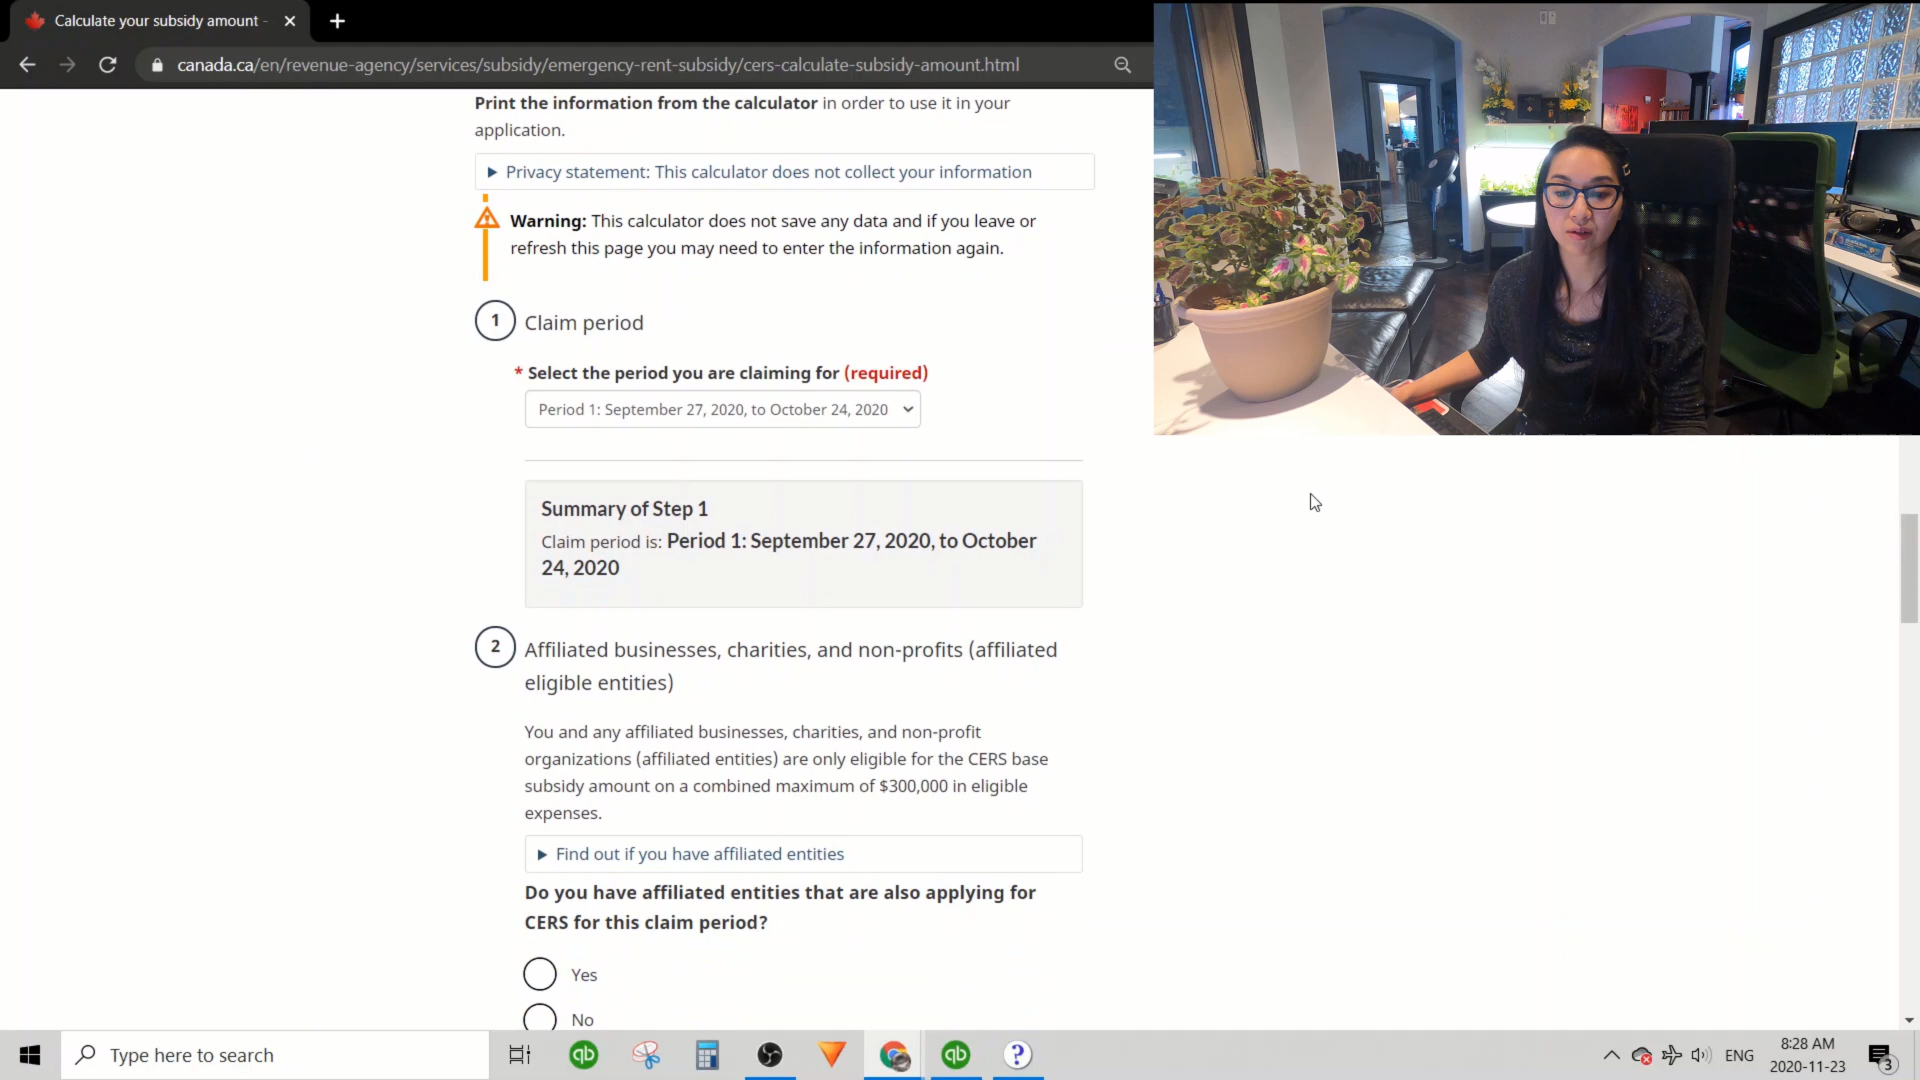 Calculate your subsidy amount -
canada.ca/en/revenue-agency/services/subsidy/emergency-rent-subsidy/cers-calculate-subsidy-amount.html
Print the information from the calculator in order to use it in your
application.
Privacy statement: This calculator does not collect your information
Warning: This calculator does not save any data and if you leave or
refresh this page you may need to enter the information again.
1 Claim period
* Select the period you are claiming for (required)
Period 1: September 27, 2020, to October 24, 2020
Summary of Step 1
Claim period is: Period 1: September 27, 2020, to October
24, 2020
2 Affiliated businesses, charities, and non-profits (affiliated
eligible entities)
You and any affiliated businesses, charities, and non-profit
organizations (affiliated entities) are only eligible for the CERS base
subsidy amount on a combined maximum of $300,000 in eligible
expenses.
Find out if you have affiliated entities
Do you have affiliated entities that are also applying for
CERS for this claim period?
Yes
No
Type here to search
qb
qb
?
ENG
8:28 AM
2020-11-23
3